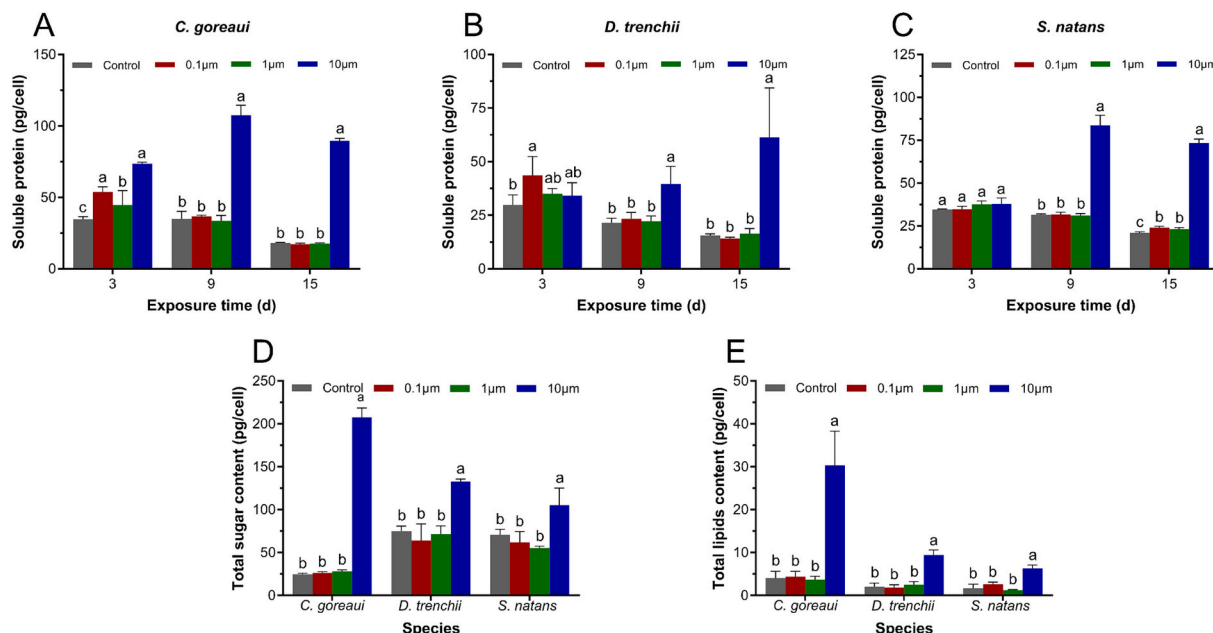 A
C. goreaui
Control 0.1μm 1μm 10μm
Soluble protein (pg/cell)
150
100
50
0
c a b a
b b b a
b b b a
3 9 15
Exposure time (d)
B
D. trenchii
Control 0.1μm 1μm 10μm
Soluble protein (pg/cell)
100
75
50
25
0
b a ab ab
b b b a
b b b a
3 9 15
Exposure time (d)
C
S. natans
Control 0.1μm 1μm 10μm
Soluble protein (pg/cell)
125
100
75
50
25
0
a a a a
b b b a
c b b a
3 9 15
Exposure time (d)
D
Control 0.1μm 1μm 10μm
Total sugar content (pg/cell)
250
200
150
100
50
0
b b b a
b b b a
b b b a
C. goreaui D. trenchii S. natans
Species
E
Control 0.1μm 1μm 10μm
Total lipids content (pg/cell)
50
40
30
20
10
0
b b b a
b b b a
b b b a
C. goreaui D. trenchii S. natans
Species